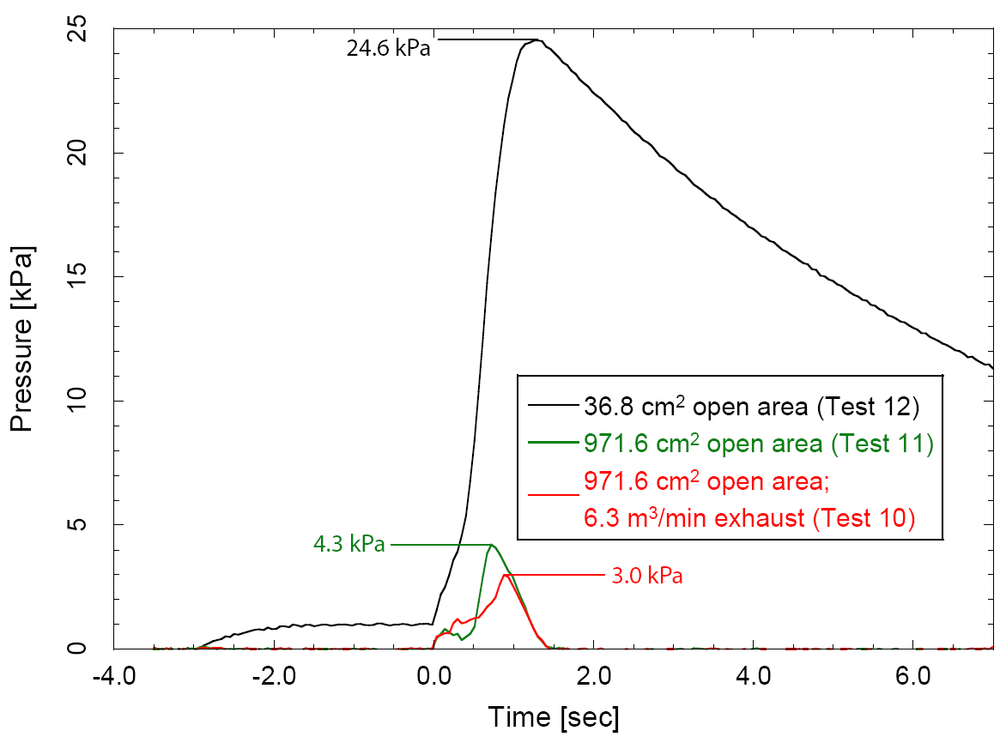 25
24.6 kPa
20
15
Pressure [kPa]
10
36.8 cm² open area (Test 12)
971.6 cm² open area (Test 11)
971.6 cm² open area;
6.3 m³/min exhaust (Test 10)
5
4.3 kPa
3.0 kPa
0
-4.0 -2.0 0.0 2.0 4.0 6.0
Time [sec]